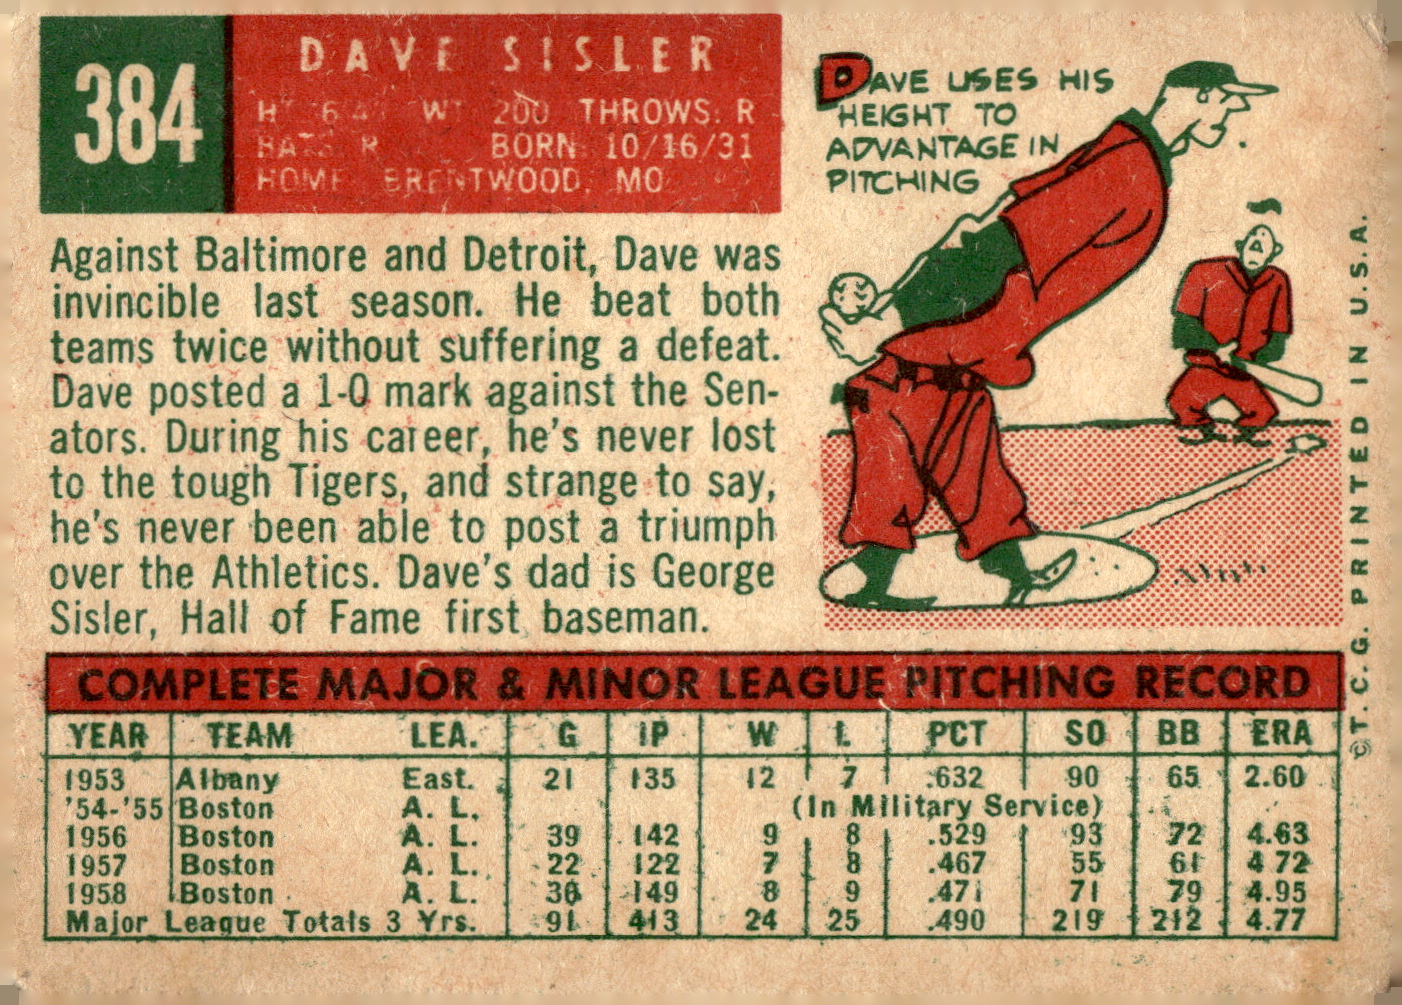 384
DAVE SISLER
HT 6'4" WT 200 THROWS: R
BATS: R BORN: 10/16/31
HOME: BRENTWOOD, MO
DAVE USES HIS
HEIGHT TO
ADVANTAGE IN
PITCHING
Against Baltimore and Detroit, Dave was
invincible last season. He beat both
teams twice without suffering a defeat.
Dave posted a 1-0 mark against the Sen-
ators. During his career, he's never lost
to the tough Tigers, and strange to say,
he's never been able to post a triumph
over the Athletics. Dave's dad is George
Sisler, Hall of Fame first baseman.
COMPLETE MAJOR & MINOR LEAGUE PITCHING RECORD
YEAR TEAM LEA. G IP W L PCT SO BB ERA
1953 Albany East. 21 135 12 7 .632 90 65 2.60
'54-'55 Boston A. L. (In Military Service)
1956 Boston A. L. 39 142 9 8 .529 93 72 4.63
1957 Boston A. L. 22 122 7 8 .467 55 61 4.72
1958 Boston A. L. 30 149 8 9 .471 71 79 4.95
Major League Totals 3 Yrs. 91 413 24 25 .490 219 212 4.77
©T.C.G. PRINTED IN U.S.A.